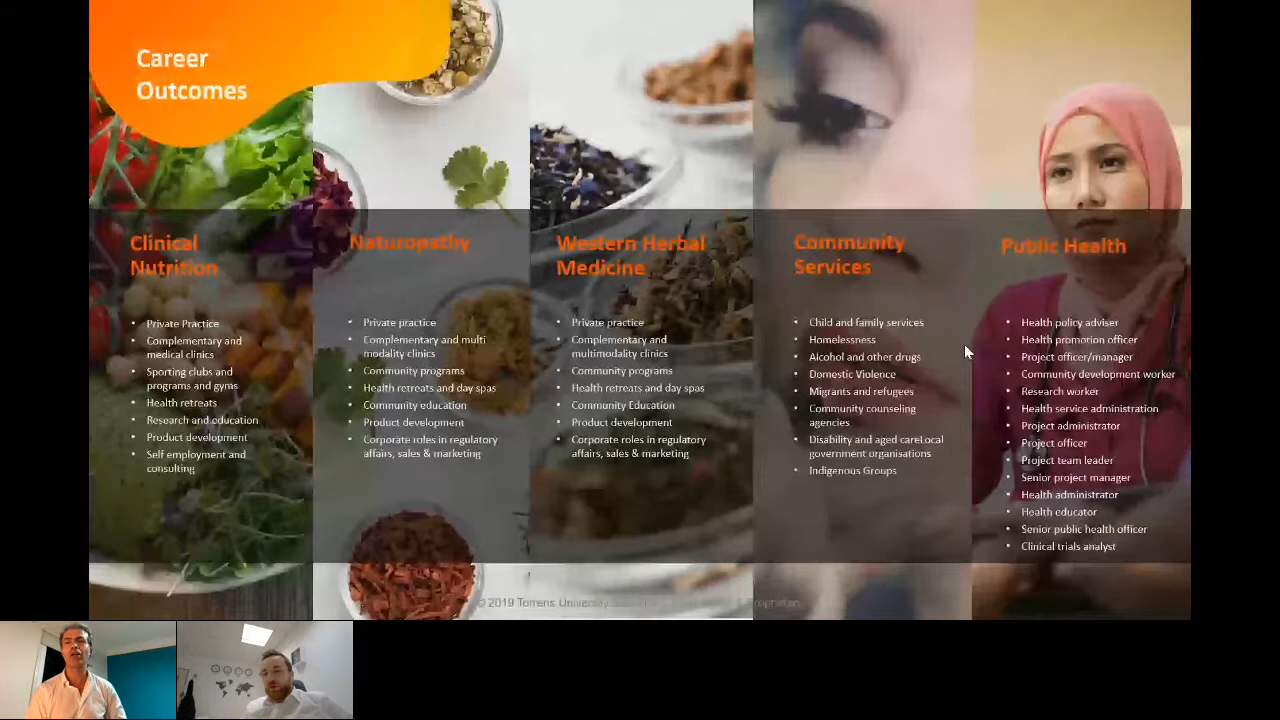 Career
Outcomes
Clinical
Nutrition
• Private Practice
• Complementary and
medical clinics
• Sporting clubs and
programs and gyms
• Health retreats
• Research and education
• Product development
• Self employment and
consulting
Naturopathy
• Private practice
• Complementary and multi
modality clinics
• Community programs
• Health retreats and day spas
• Community education
• Product development
• Corporate roles in regulatory
affairs, sales & marketing
Western Herbal
Medicine
• Private practice
• Complementary and
multimodality clinics
• Community programs
• Health retreats and day spas
• Community Education
• Product development
• Corporate roles in regulatory
affairs, sales & marketing
Community
Services
• Child and family services
• Homelessness
• Alcohol and other drugs
• Domestic Violence
• Migrants and refugees
• Community counseling
agencies
• Disability and aged careLocal
government organisations
• Indigenous Groups
Public Health
• Health policy adviser
• Health promotion officer
• Project officer/manager
• Community development worker
• Research worker
• Health service administration
• Project administrator
• Project officer
• Project team leader
• Senior project manager
• Health administrator
• Health educator
• Senior public health officer
• Clinical trials analyst
© 2019 Torrens University